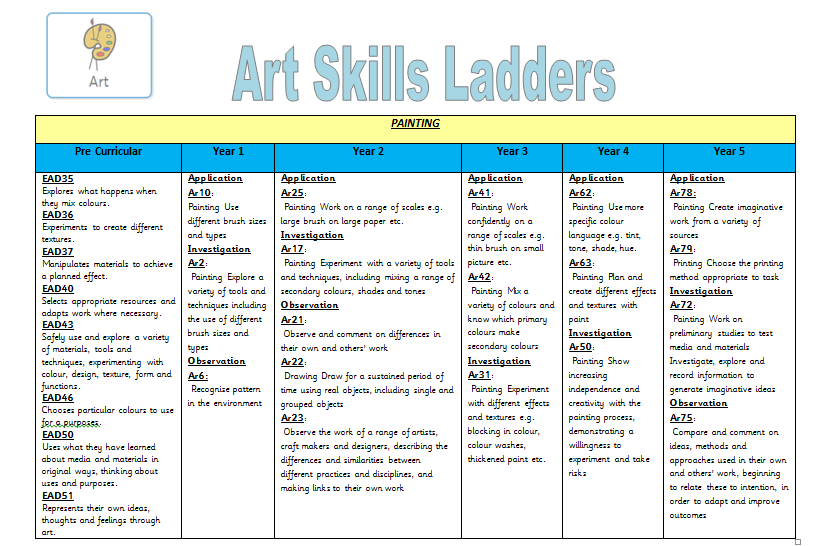 Art
Art Skills Ladders
PAINTING
Pre Curricular
Year 1
Year 2
Year 3
Year 4
Year 5
EAD35
Explores what happens when
they mix colours.
EAD36
Experiments to create different
textures.
EAD37
Manipulates materials to achieve
a planned effect.
EAD40
Selects appropriate resources and
adapts work where necessary.
EAD43
Safely use and explore a variety
of materials, tools and
techniques, experimenting with
colour, design, texture, form and
functions.
EAD46
Chooses particular colours to use
for a purposes.
EAD50
Uses what they have learned
about media and materials in
original ways, thinking about
uses and purposes.
EAD51
Represents their own ideas,
thoughts and feelings through
art.
Application
Ar10:
Painting Use
different brush sizes
and types
Investigation
Ar2:
Painting Explore a
variety of tools and
techniques including
the use of different
brush sizes and
types
Observation
Ar6:
Recognise pattern
in the environment
Application
Ar25:
Painting Work on a range of scales e.g.
large brush on large paper etc.
Investigation
Ar17:
Painting Experiment with a variety of tools
and techniques, including mixing a range of
secondary colours, shades and tones
Observation
Ar21:
Observe and comment on differences in
their own and others' work
Ar22:
Drawing Draw for a sustained period of
time using real objects, including single and
grouped objects
Ar23:
Observe the work of a range of artists,
craft makers and designers, describing the
differences and similarities between
different practices and disciplines, and
making links to their own work
Application
Ar41:
Painting Work
confidently on a
range of scales e.g.
thin brush on small
picture etc.
Ar42:
Painting Mix a
variety of colours and
know which primary
colours make
secondary colours
Investigation
Ar31:
Painting Experiment
with different effects
and textures e.g.
blocking in colour,
colour washes,
thickened paint etc.
Application
Ar62:
Painting Use more
specific colour
language e.g. tint,
tone, shade, hue.
Ar63:
Painting Plan and
create different effects
and textures with
paint
Investigation
Ar50:
Painting Show
increasing
independence and
creativity with the
painting process,
demonstrating a
willingness to
experiment and take
risks
Application
Ar78:
Painting Create imaginative
work from a variety of
sources
Ar79:
Printing Choose the printing
method appropriate to task
Investigation
Ar72:
Painting Work on
preliminary studies to test
media and materials
Investigate, explore and
record information to
generate imaginative ideas
Observation
Ar75:
Compare and comment on
ideas, methods and
approaches used in their own
and others' work, beginning
to relate these to intention, in
order to adapt and improve
outcomes